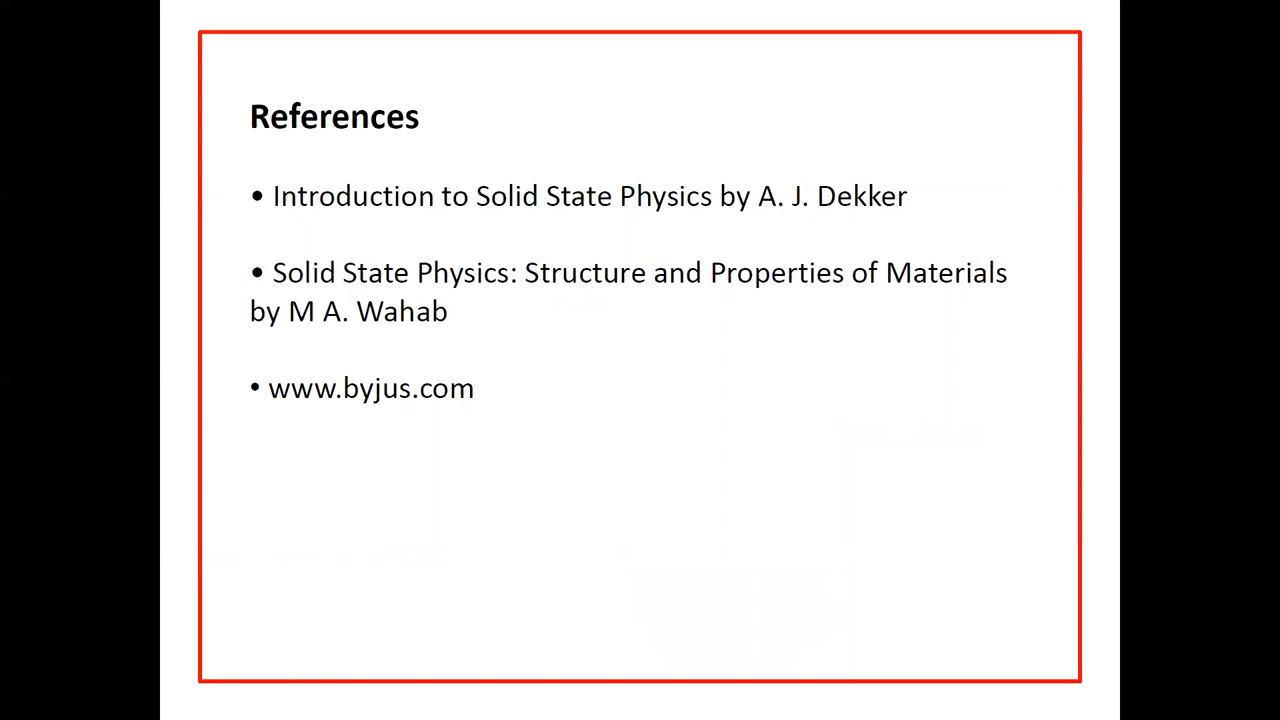 References
• Introduction to Solid State Physics by A. J. Dekker
• Solid State Physics: Structure and Properties of Materials
by M A. Wahab
• www.byjus.com